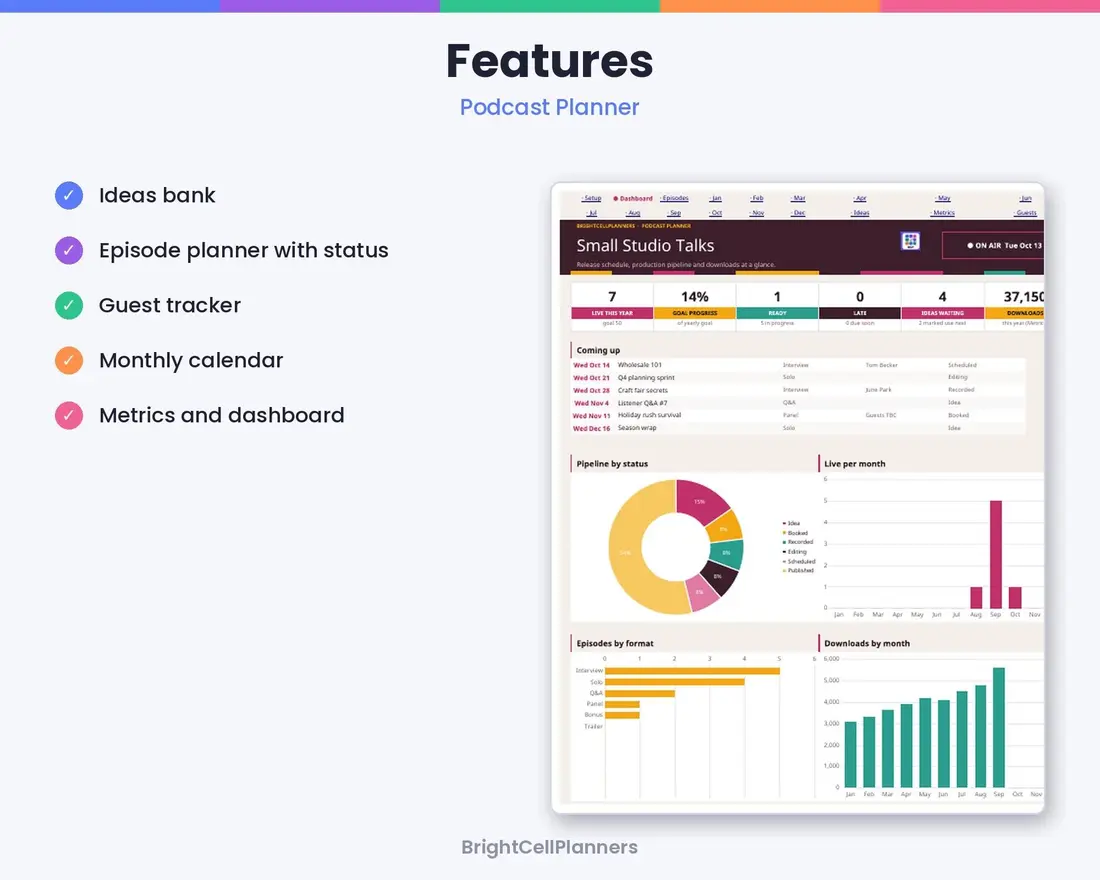 Features
Podcast Planner
✓ Ideas bank
✓ Episode planner with status
✓ Guest tracker
✓ Monthly calendar
✓ Metrics and dashboard
· Setup ● Dashboard · Episodes · Jan · Feb · Mar · Apr · May · Jun
· Jul · Aug · Sep · Oct · Nov · Dec · Ideas · Metrics · Guests
BRIGHTCELLPLANNERS · PODCAST PLANNER
Small Studio Talks
● ON AIR Tue Oct 13
Release schedule, production pipeline and downloads at a glance.
7 14% 1 0 4 37,150
LIVE THIS YEAR GOAL PROGRESS READY LATE IDEAS WAITING DOWNLOADS
goal 50 of yearly goal 5 in progress 0 due soon 2 marked use next this year (Metric
Coming up
Wed Oct 14 Wholesale 101 Interview Tom Becker Scheduled
Wed Oct 21 Q4 planning sprint Solo Editing
Wed Oct 28 Craft fair secrets Interview June Park Recorded
Wed Nov 4 Listener Q&A #7 Q&A Idea
Wed Nov 11 Holiday rush survival Panel Guests TBC Booked
Wed Dec 16 Season wrap Solo Idea
Pipeline by status
15%
8%
8%
8%
Idea
Booked
Recorded
Editing
Scheduled
Published
Live per month
6
5
4
3
2
1
0
Jan Feb Mar Apr May Jun Jul Aug Sep Oct Nov
Episodes by format
0 1 2 3 4 5 6
Interview
Solo
Q&A
Panel
Bonus
Trailer
Downloads by month
6,000
5,000
4,000
3,000
2,000
1,000
0
Jan Feb Mar Apr May Jun Jul Aug Sep Oct Nov
BrightCellPlanners